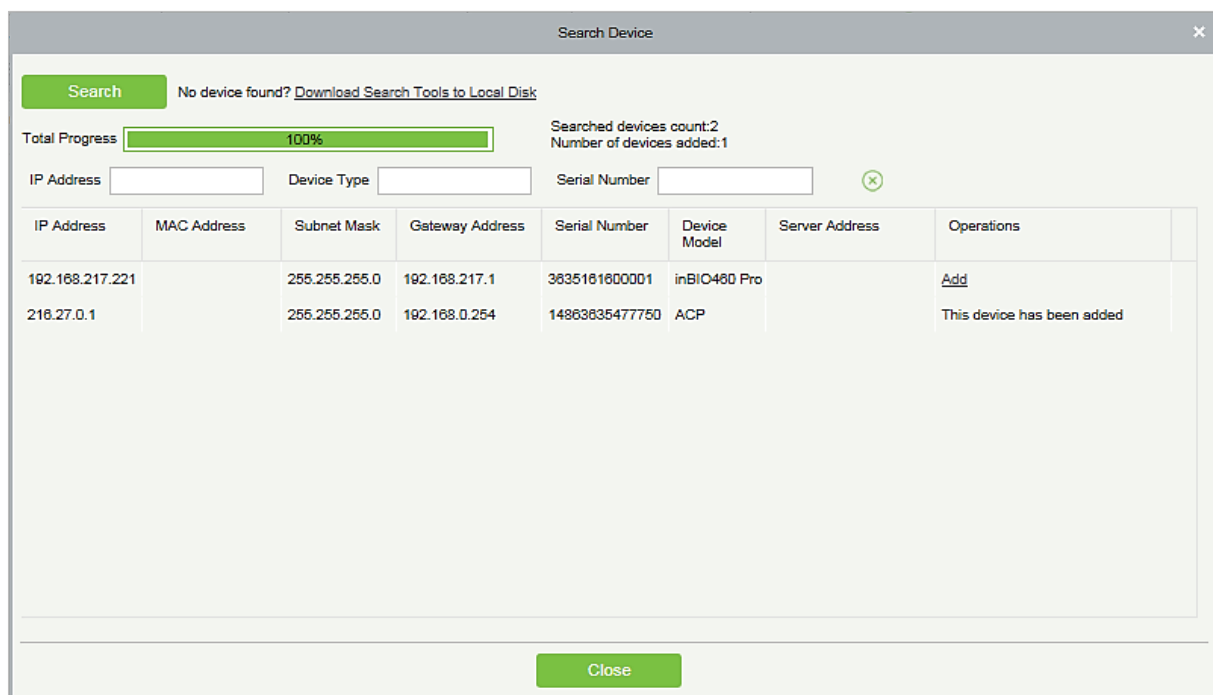 Search Device
Search No device found? Download Search Tools to Local Disk
Total Progress 100% Searched devices count:2
Number of devices added:1
IP Address Device Type Serial Number
IP Address MAC Address Subnet Mask Gateway Address Serial Number Device Model Server Address Operations
192.168.217.221 255.255.255.0 192.168.217.1 3635161600001 inBIO460 Pro Add
216.27.0.1 255.255.255.0 192.168.0.254 14863635477750 ACP This device has been added
Close